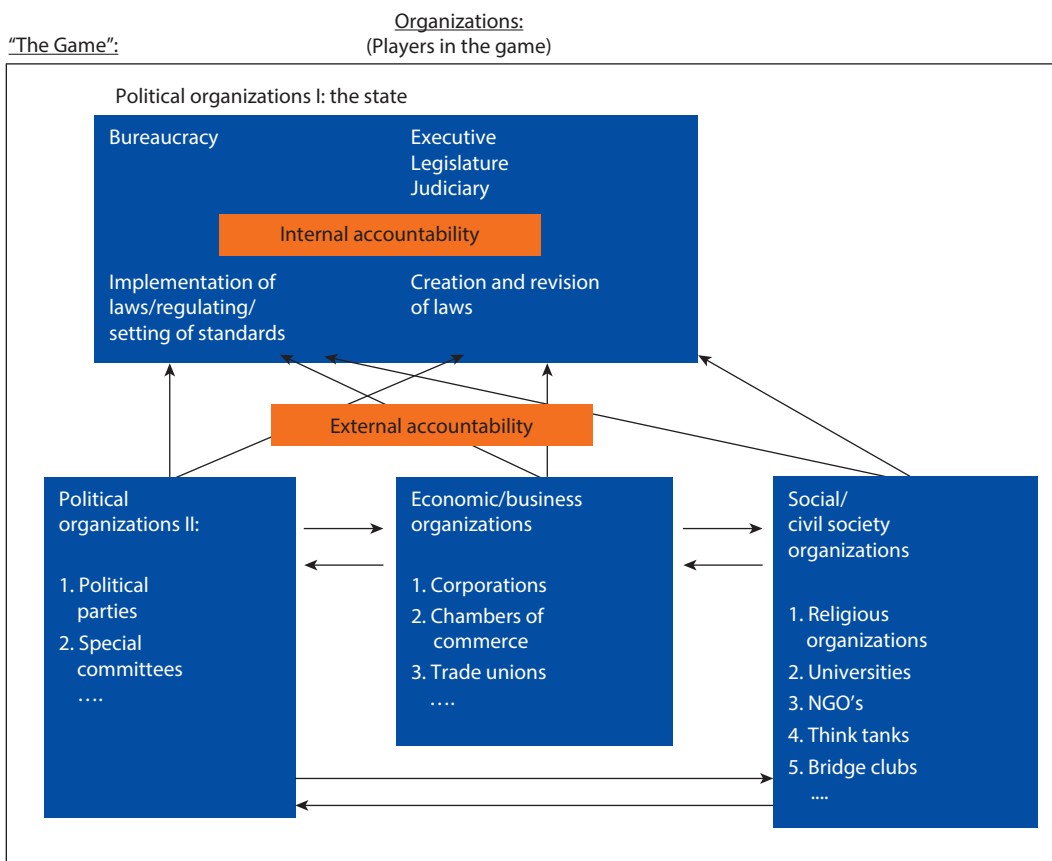 Organizations:
"The Game":
(Players in the game)
Political organizations I: the state
Bureaucracy
Executive
Legislature
Judiciary
Internal accountability
Implementation of
laws/regulating/
setting of standards
Creation and revision
of laws
External accountability
Political
organizations II:
1. Political
parties
2. Special
committees
....
Economic/business
organizations
1. Corporations
2. Chambers of
commerce
3. Trade unions
....
Social/
civil society
organizations
1. Religious
organizations
2. Universities
3. NGO's
4. Think tanks
5. Bridge clubs
....